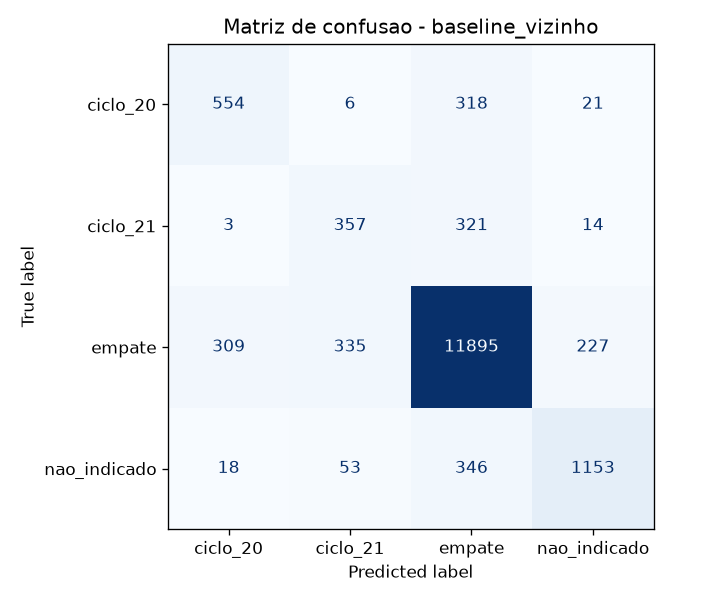 Matriz de confusao - baseline_vizinho
True label
ciclo_20 554 6 318 21
ciclo_21 3 357 321 14
empate 309 335 11895 227
nao_indicado 18 53 346 1153
ciclo_20 ciclo_21 empate nao_indicado
Predicted label